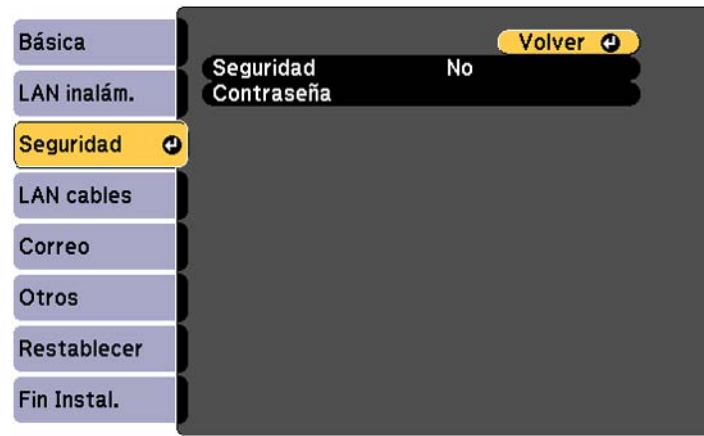 Básica
LAN inalám.
Seguridad
LAN cables
Correo
Otros
Restablecer
Fin Instal.
Volver
Seguridad No
Contraseña